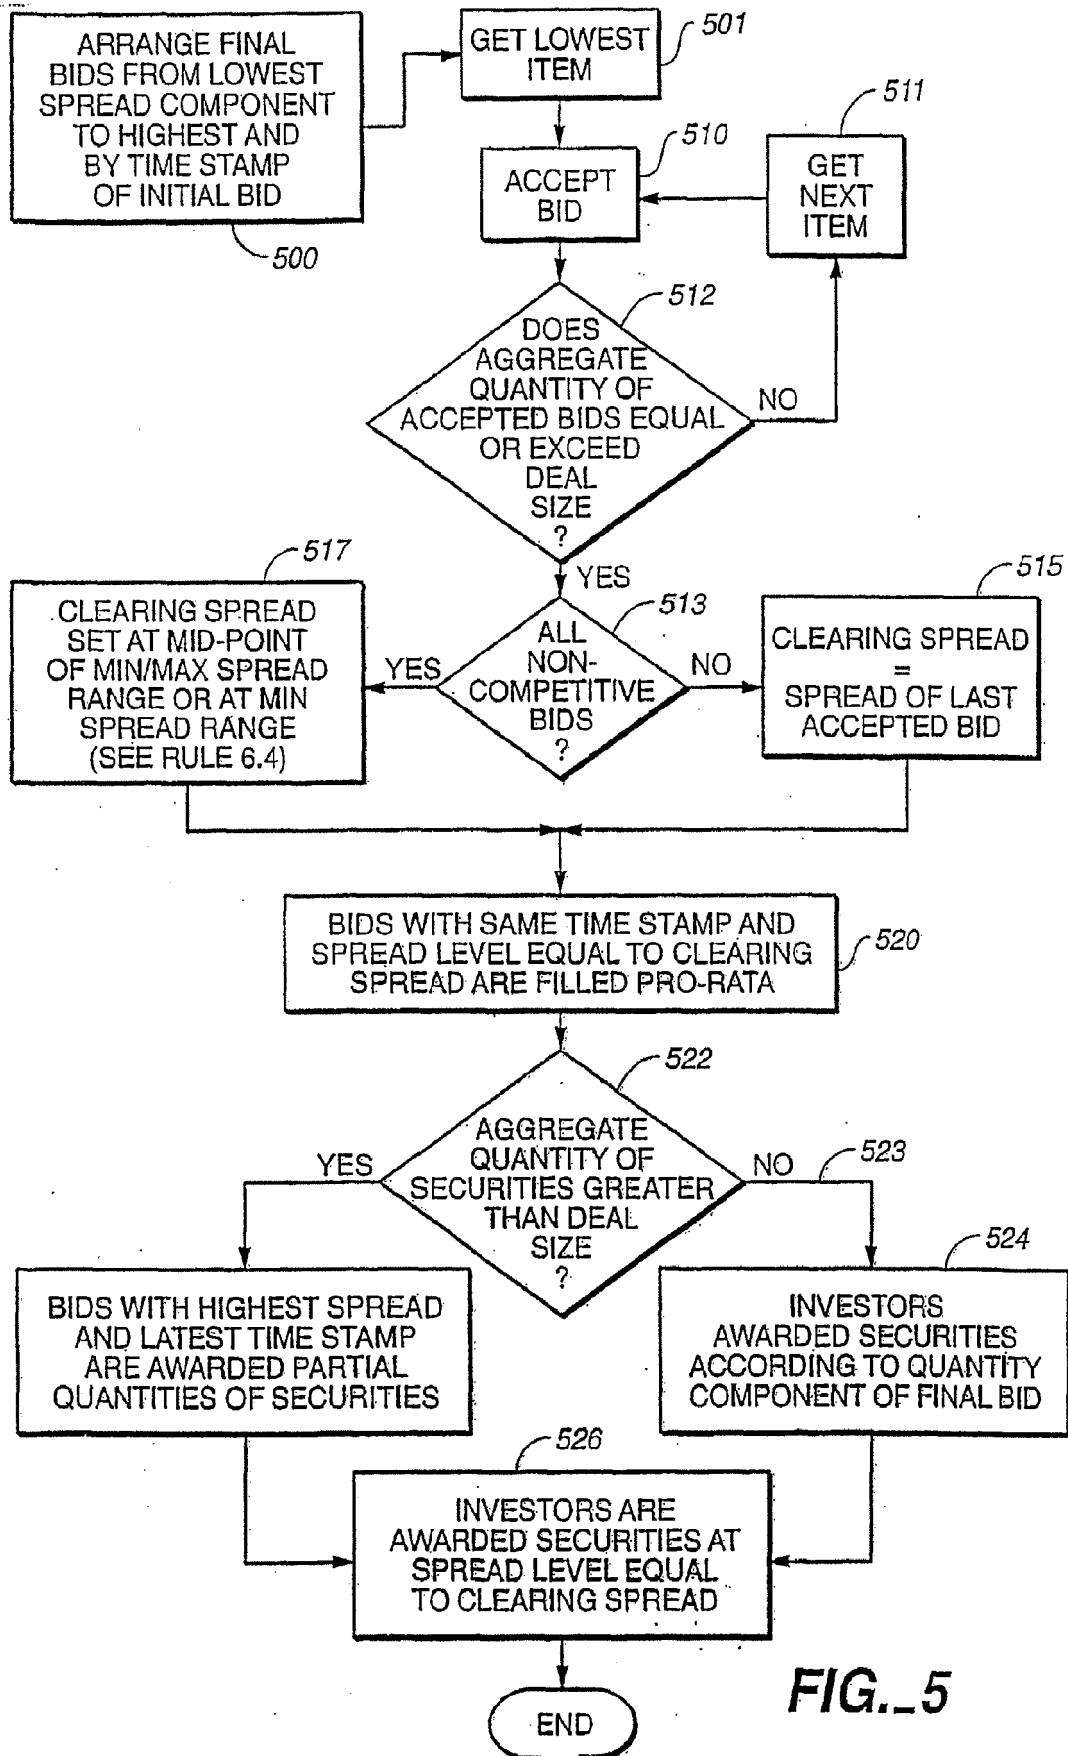 ARRANGE FINAL
BIDS FROM LOWEST
SPREAD COMPONENT
TO HIGHEST AND
BY TIME STAMP
OF INITIAL BID
500
GET LOWEST
ITEM
501
ACCEPT
BID
510
GET
NEXT
ITEM
511
DOES
AGGREGATE
QUANTITY OF
ACCEPTED BIDS EQUAL
OR EXCEED
DEAL
SIZE
?
512
NO
YES
ALL
NON-
COMPETITIVE
BIDS
?
513
YES
NO
CLEARING SPREAD
SET AT MID-POINT
OF MIN/MAX SPREAD
RANGE OR AT MIN
SPREAD RANGE
(SEE RULE 6.4)
517
CLEARING SPREAD
=
SPREAD OF LAST
ACCEPTED BID
515
BIDS WITH SAME TIME STAMP AND
SPREAD LEVEL EQUAL TO CLEARING
SPREAD ARE FILLED PRO-RATA
520
AGGREGATE
QUANTITY OF
SECURITIES GREATER
THAN DEAL
SIZE
?
522
YES
NO
523
BIDS WITH HIGHEST SPREAD
AND LATEST TIME STAMP
ARE AWARDED PARTIAL
QUANTITIES OF SECURITIES
INVESTORS
AWARDED SECURITIES
ACCORDING TO QUANTITY
COMPONENT OF FINAL BID
524
INVESTORS ARE
AWARDED SECURITIES AT
SPREAD LEVEL EQUAL
TO CLEARING SPREAD
526
END
FIG._5